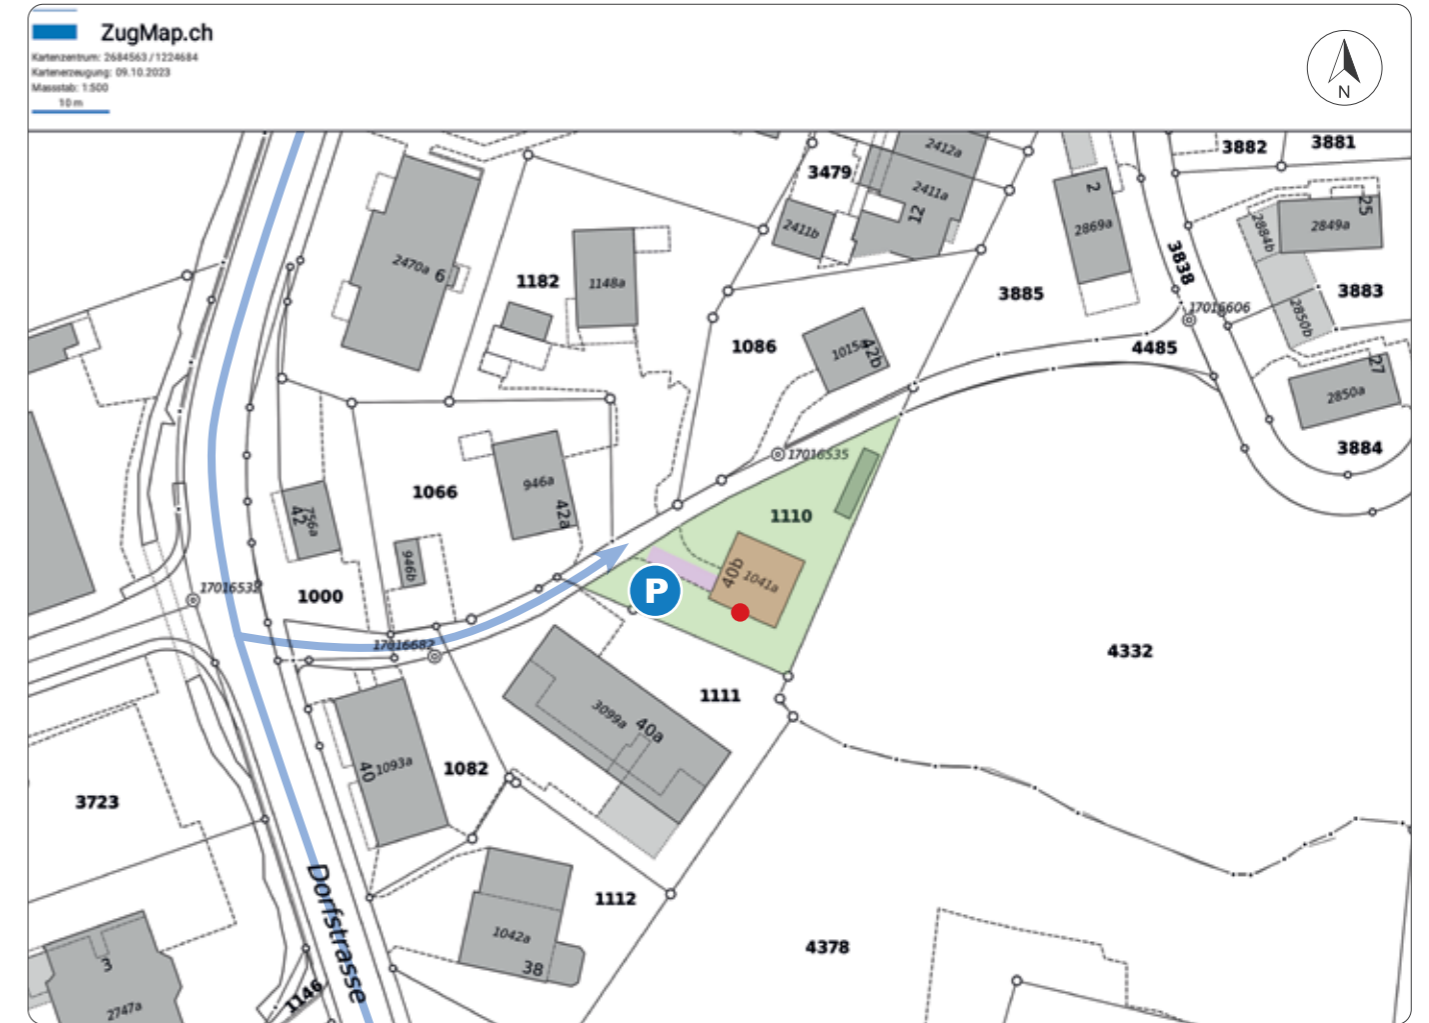 ZugMap.ch
Kartenzentrum: 2684563 / 1224684
Kartenerzeugung: 09.10.2023
Massstab: 1:500
10 m
N
2412a
3882
3881
3479
2411a
12
2
25
2411b
2869a
2884b
2849a
2470a
6
1182
1148a
3838
3885
3883
17016606
2850b
1086
1015a
42b
4485
27
2850a
17016535
3884
946a
1066
42a
42
756a
1110
946b
40b
1041a
P
17016532
1000
17016682
4332
1111
3099a
40a
40
1093a
1082
3723
Dorfstrasse
1112
1042a
38
4378
3
1146
2747a